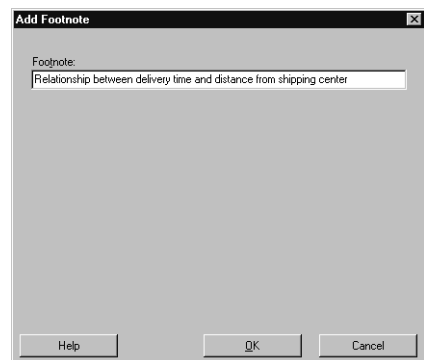 Add Footnote
Footnote:
Relationship between delivery time and distance from shipping center
Help OK Cancel